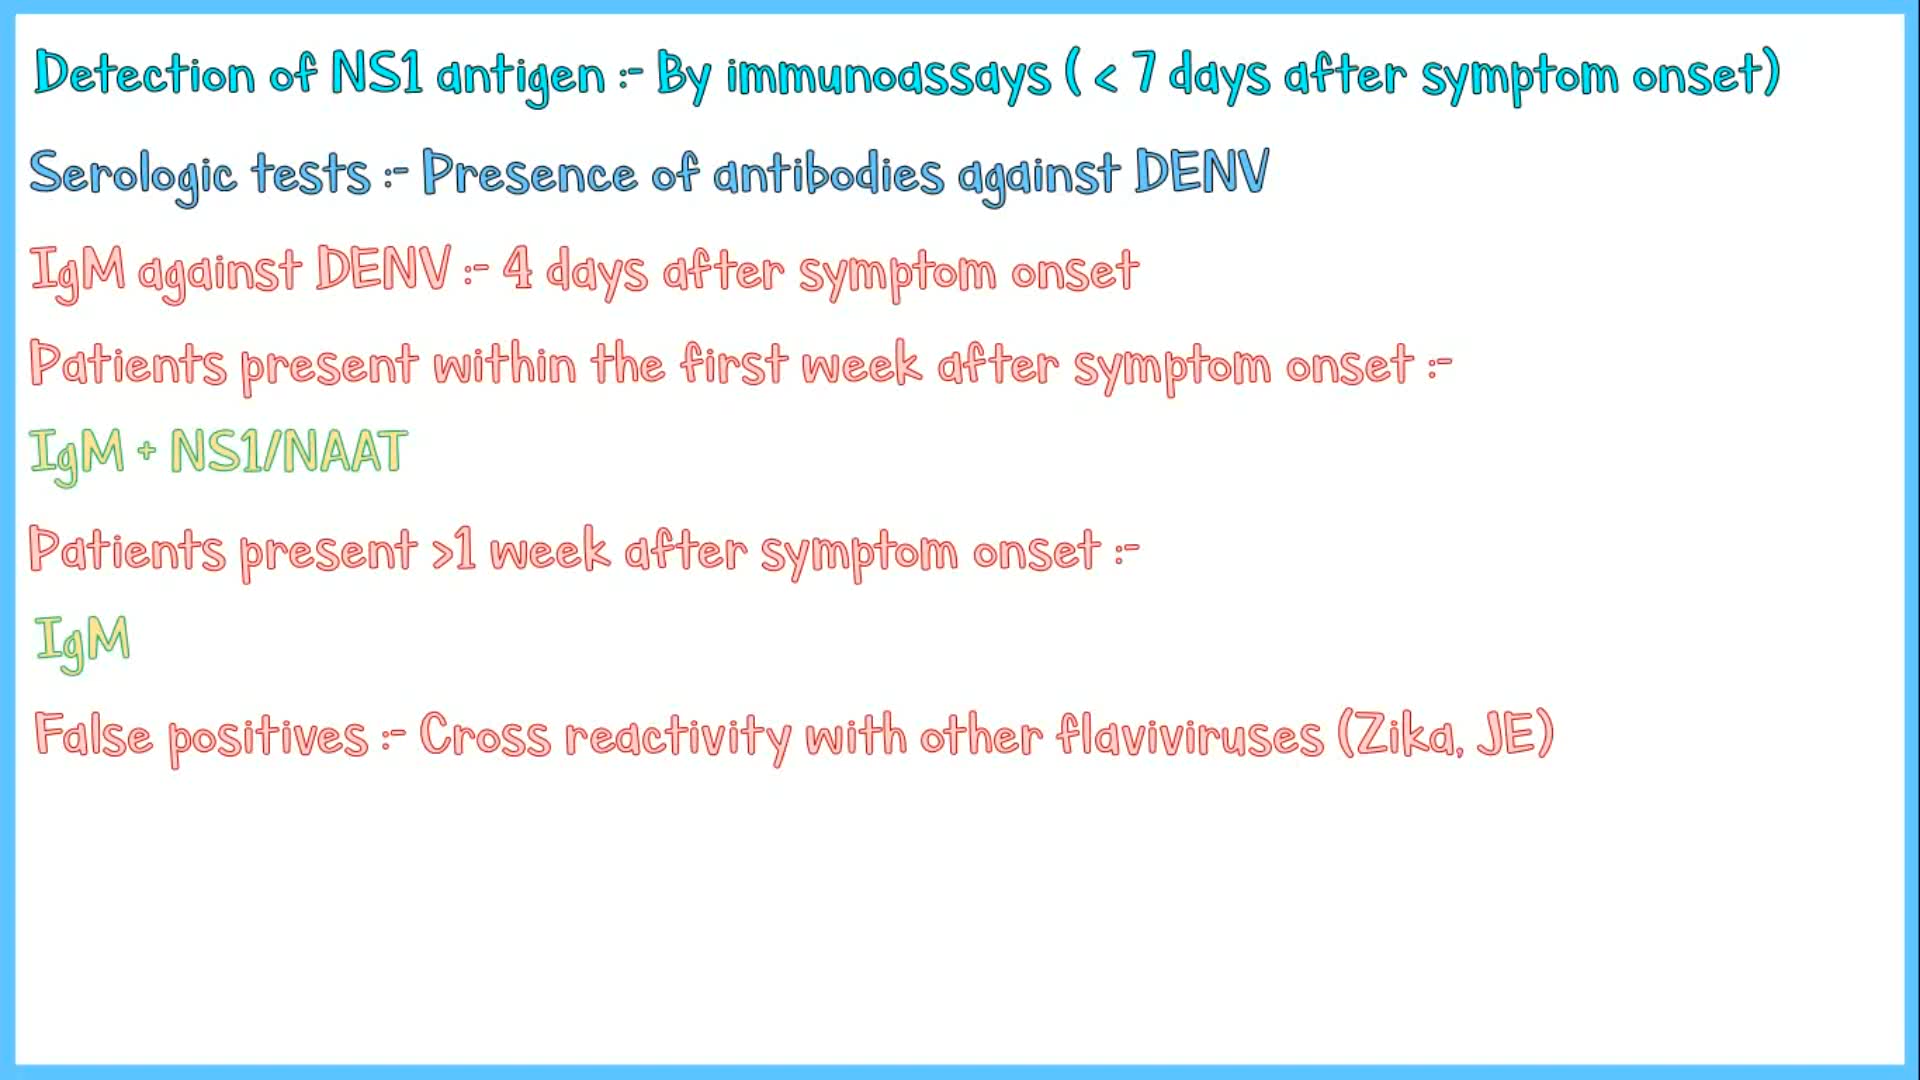 Detection of NS1 antigen :- By immunoassays ( < 7 days after symptom onset)
Serologic tests :- Presence of antibodies against DENV
IgM against DENV :- 4 days after symptom onset
Patients present within the first week after symptom onset :-
IgM + NS1/NAAT
Patients present >1 week after symptom onset :-
IgM
False positives :- Cross reactivity with other flaviviruses (Zika, JE)